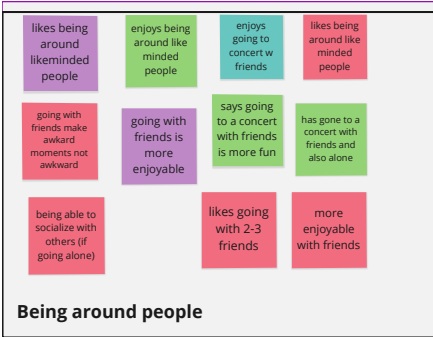 likes being
around
likeminded
people
enjoys being
around like
minded
people
enjoys
going to
concert w
friends
likes being
around like
minded
people
going with
friends make
awkard
moments not
awkward
going with
friends is
more
enjoyable
says going
to a concert
with friends
is more fun
has gone to a
concert with
friends and
also alone
being able to
socialize with
others (if
going alone)
likes going
with 2-3
friends
more
enjoyable
with friends
Being around people